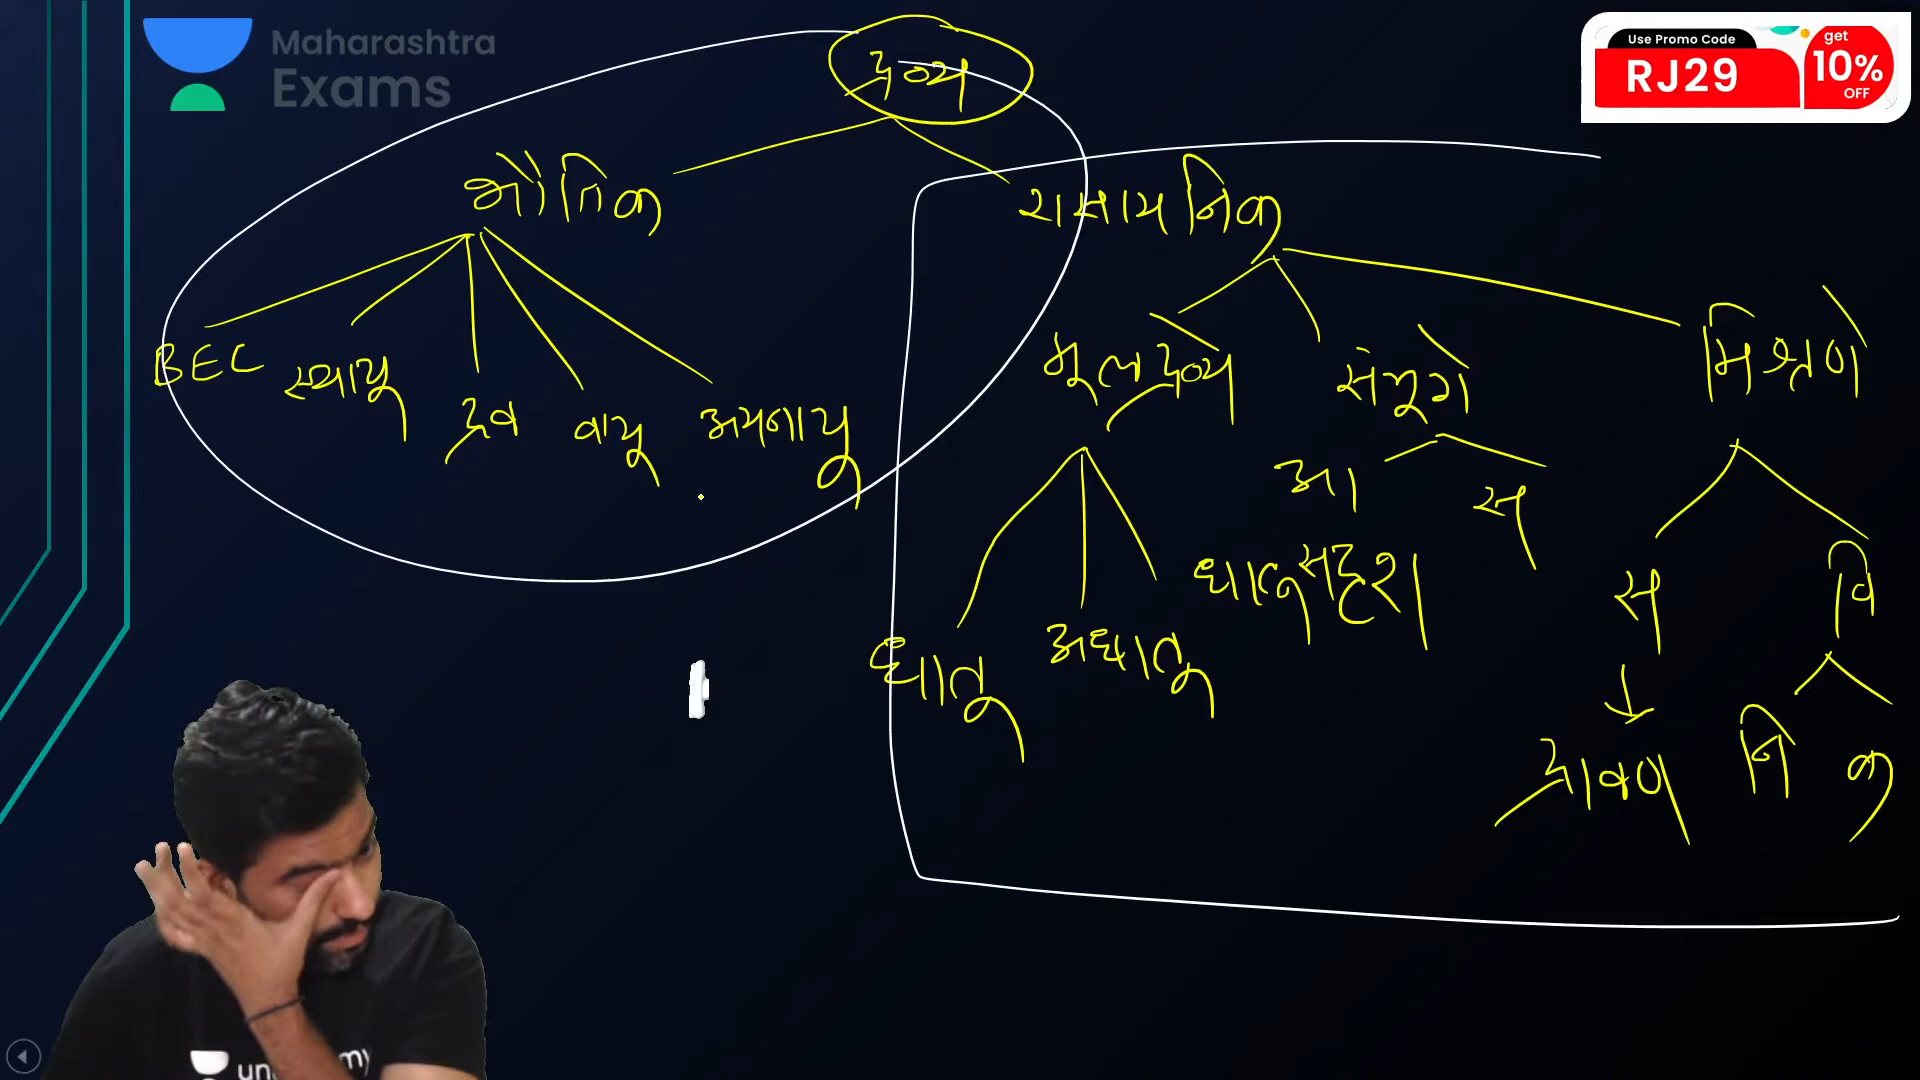 Maharashtra
Exams
Use Promo Code
RJ29
get
10%
OFF
द्रव्य
भौतिक
रासायनिक
BEC
स्थायू
द्रव
वायू
आयनायू
मूलद्रव्य
संयूगे
मिश्रणे
आ
स
धातू
अधातू
धातूसदृश
स
वि
द्रावण
नि
क